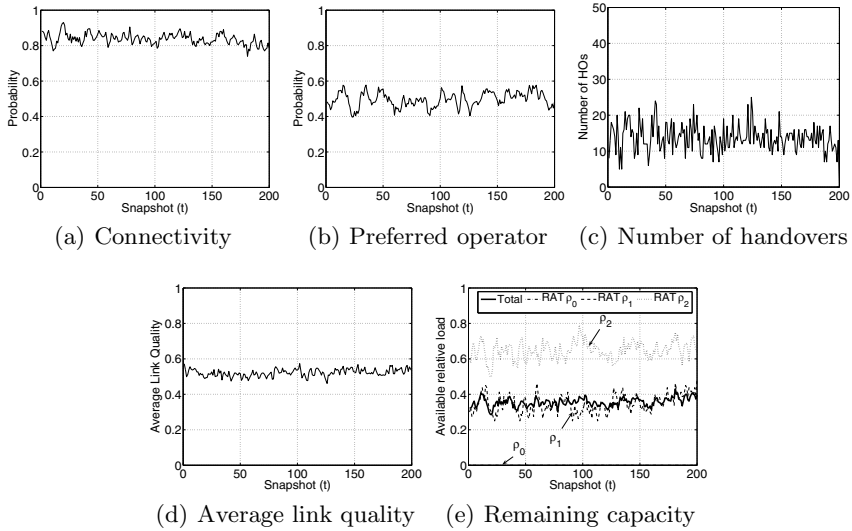 1
0.8
0.6
0.4
0.2
0
Probability
0 50 100 150 200
Snapshot (t)
(a) Connectivity
1
0.8
0.6
0.4
0.2
0
Probability
0 50 100 150 200
Snapshot (t)
(b) Preferred operator
50
40
30
20
10
0
Number of HOs
0 50 100 150 200
Snapshot (t)
(c) Number of handovers
1
0.8
0.6
0.4
0.2
0
Average Link Quality
0 50 100 150 200
Snapshot (t)
(d) Average link quality
1
0.8
0.6
0.4
0.2
0
Available relative load
Total RAT ρ0 RAT ρ1 RAT ρ2
ρ2
ρ1
ρ0
0 50 100 150 200
Snapshot (t)
(e) Remaining capacity